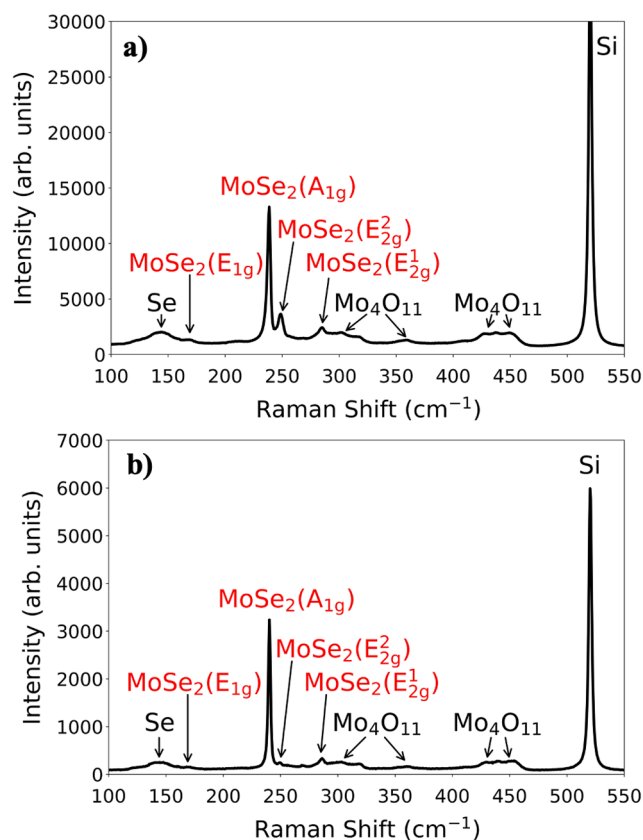 a)
Si
MoSe₂(A₁g)
MoSe₂(E²₂g)
MoSe₂(E₁g)
MoSe₂(E¹₂g)
Se
Mo₄O₁₁
Mo₄O₁₁
30000
25000
20000
15000
10000
5000
0
Intensity (arb. units)
100 150 200 250 300 350 400 450 500 550
Raman Shift (cm⁻¹)
b)
Si
MoSe₂(A₁g)
MoSe₂(E²₂g)
MoSe₂(E₁g)
MoSe₂(E¹₂g)
Se
Mo₄O₁₁
Mo₄O₁₁
7000
6000
5000
4000
3000
2000
1000
0
Intensity (arb. units)
100 150 200 250 300 350 400 450 500 550
Raman Shift (cm⁻¹)